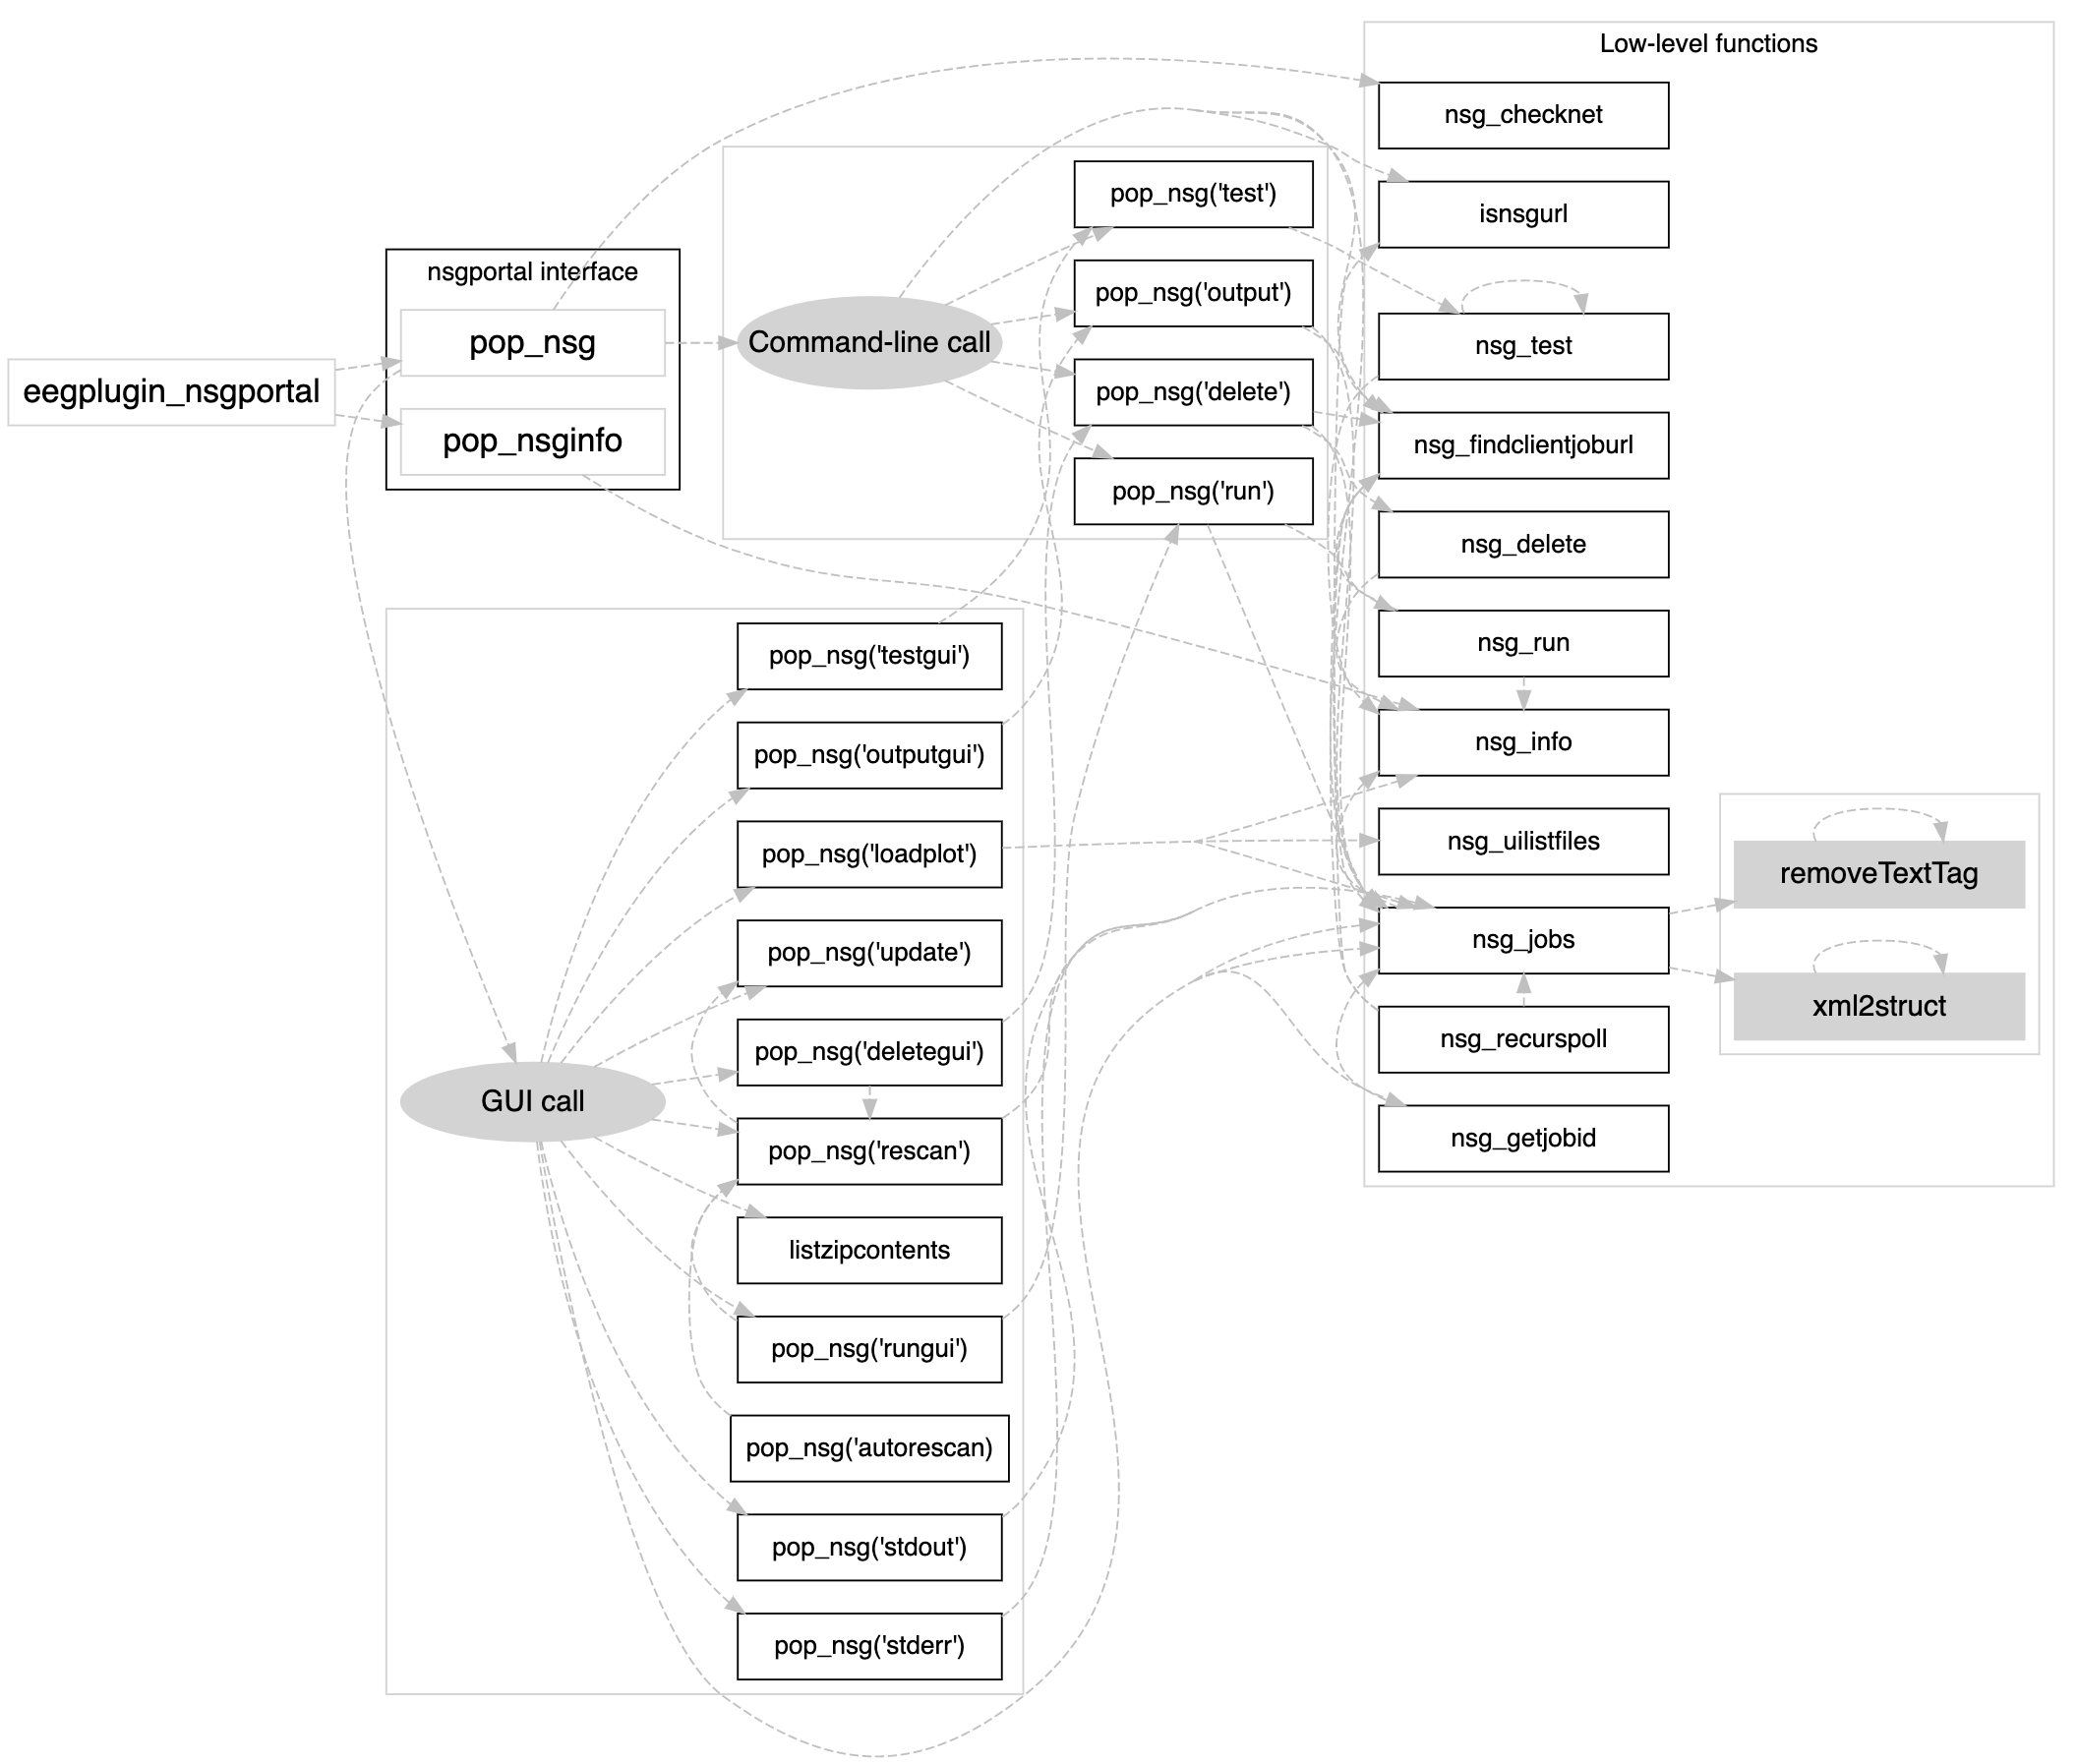 eegplugin_nsgportal
nsgportal interface
pop_nsg
pop_nsginfo
Command-line call
pop_nsg('test')
pop_nsg('output')
pop_nsg('delete')
pop_nsg('run')
GUI call
pop_nsg('testgui')
pop_nsg('outputgui')
pop_nsg('loadplot')
pop_nsg('update')
pop_nsg('deletegui')
pop_nsg('rescan')
listzipcontents
pop_nsg('rungui')
pop_nsg('autorescan)
pop_nsg('stdout')
pop_nsg('stderr')
Low-level functions
nsg_checknet
isnsgurl
nsg_test
nsg_findclientjoburl
nsg_delete
nsg_run
nsg_info
nsg_uilistfiles
nsg_jobs
nsg_recurspoll
nsg_getjobid
removeTextTag
xml2struct